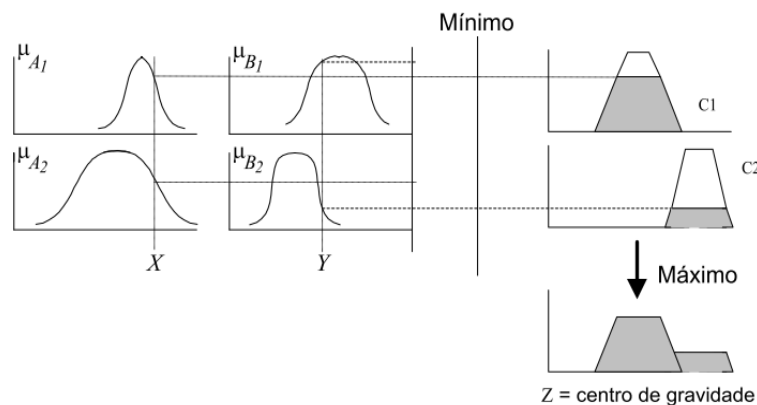 Mínimo
μA1
μB1
C1
μA2
μB2
C2
X
Y
Máximo
Z = centro de gravidade